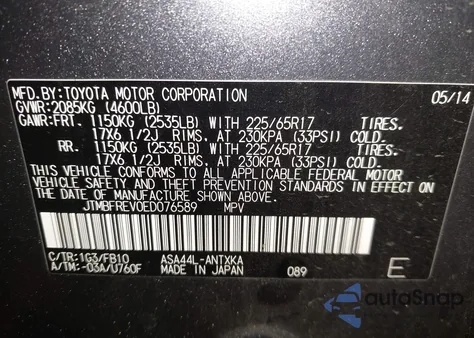 MFD.BY:TOYOTA MOTOR CORPORATION 05/14
GVWR:2085KG (4600LB)
GAWR:FRT. 1150KG (2535LB) WITH 225/65R17 TIRES.
17X6 1/2J RIMS, AT 230KPA (33PSI) COLD.
RR. 1150KG (2535LB) WITH 225/65R17 TIRES.
17X6 1/2J RIMS, AT 230KPA (33PSI) COLD.
THIS VEHICLE CONFORMS TO ALL APPLICABLE FEDERAL MOTOR
VEHICLE SAFETY AND THEFT PREVENTION STANDARDS IN EFFECT ON
THE DATE OF MANUFACTURE SHOWN ABOVE.
JTMBFREV0ED076589 MPV
C/TR:1G3/FB10 ASA44L-ANTXKA
A/TM:-03A/U760F MADE IN JAPAN 089 E
autoSnap